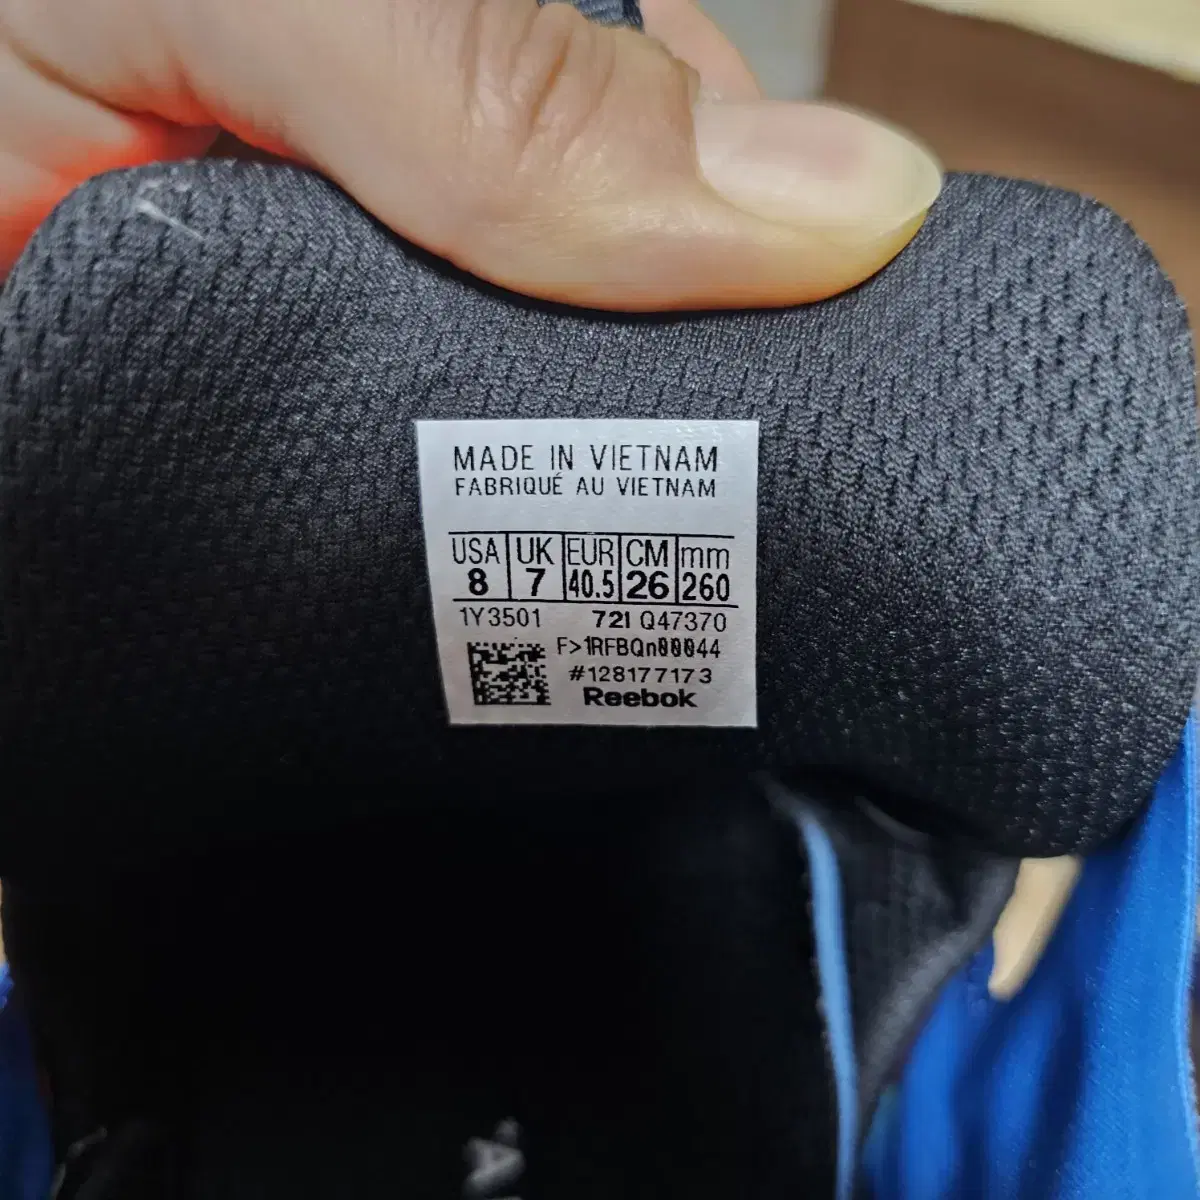 MADE IN VIETNAM
FABRIQUÉ AU VIETNAM
USA UK EUR CM mm
8 7 40.5 26 260
1Y3501 721 Q47370
F>1RFBQn00044
#128177173
Reebok